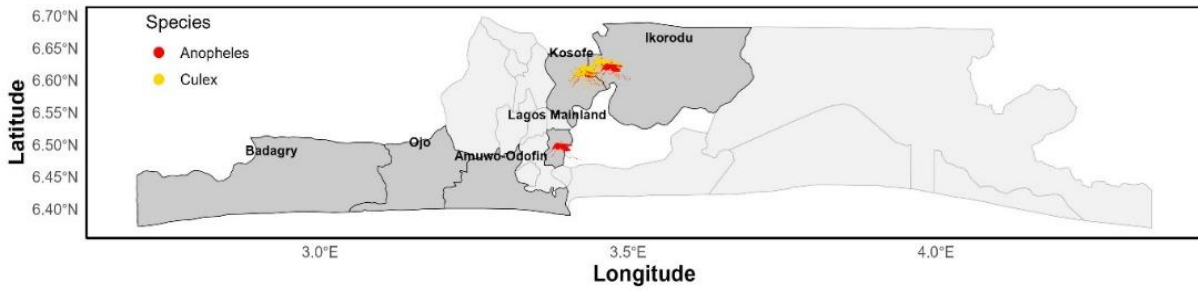 6.70°N
Species
Ikorodu
6.65°N
Anopheles
Kosofe
6.60°N
Culex
Latitude
6.55°N
Lagos Mainland
6.50°N
Badagry
Ojo
Amuwo-Odofin
6.45°N
6.40°N
3.0°E
3.5°E
4.0°E
Longitude